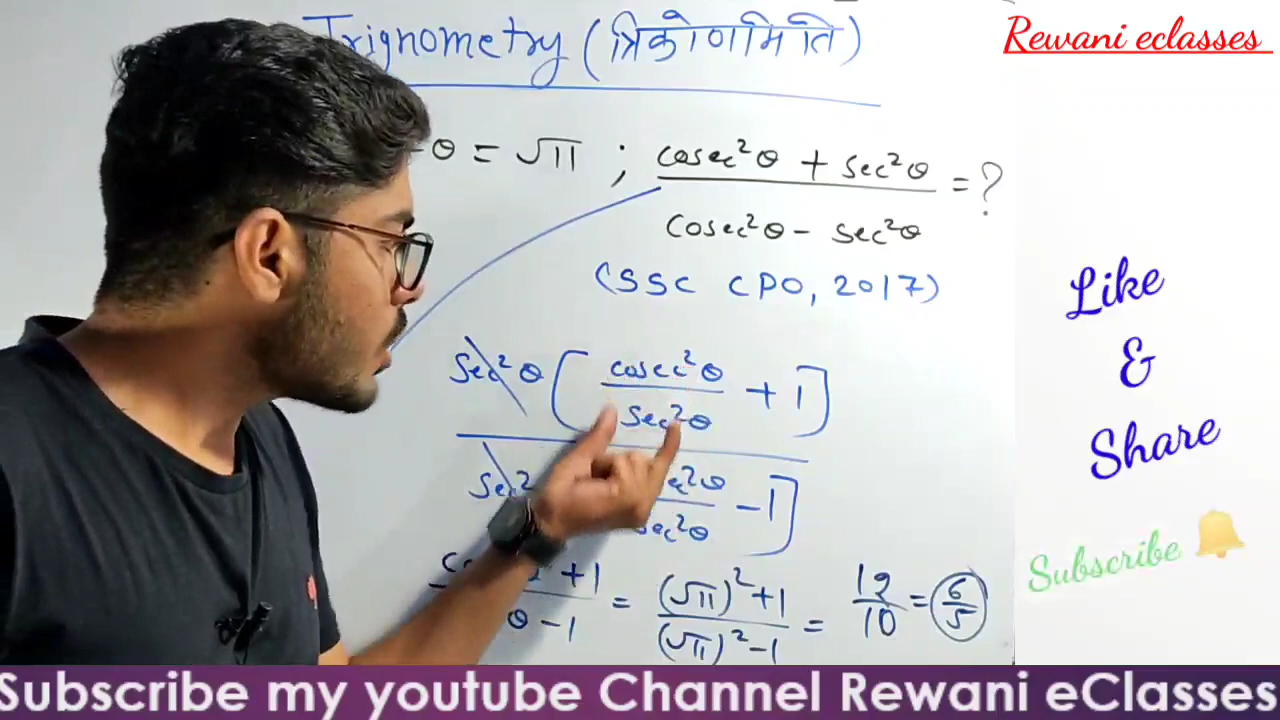 Trignometry (त्रिकोणमिति)
Rewani eclasses
θ = √11 ; cosec²θ + sec²θ = ?
cosec²θ - sec²θ
(SSC CPO, 2017)
Like
&
Share
Subscribe
sec²θ [cosec²θ + 1]
sec²θ
sec² - 1]
sec²θ
+1 = (√11)² + 1 = 12 = 6
θ - 1 (√11)² - 1 10 5
Subscribe my youtube Channel Rewani eClasses